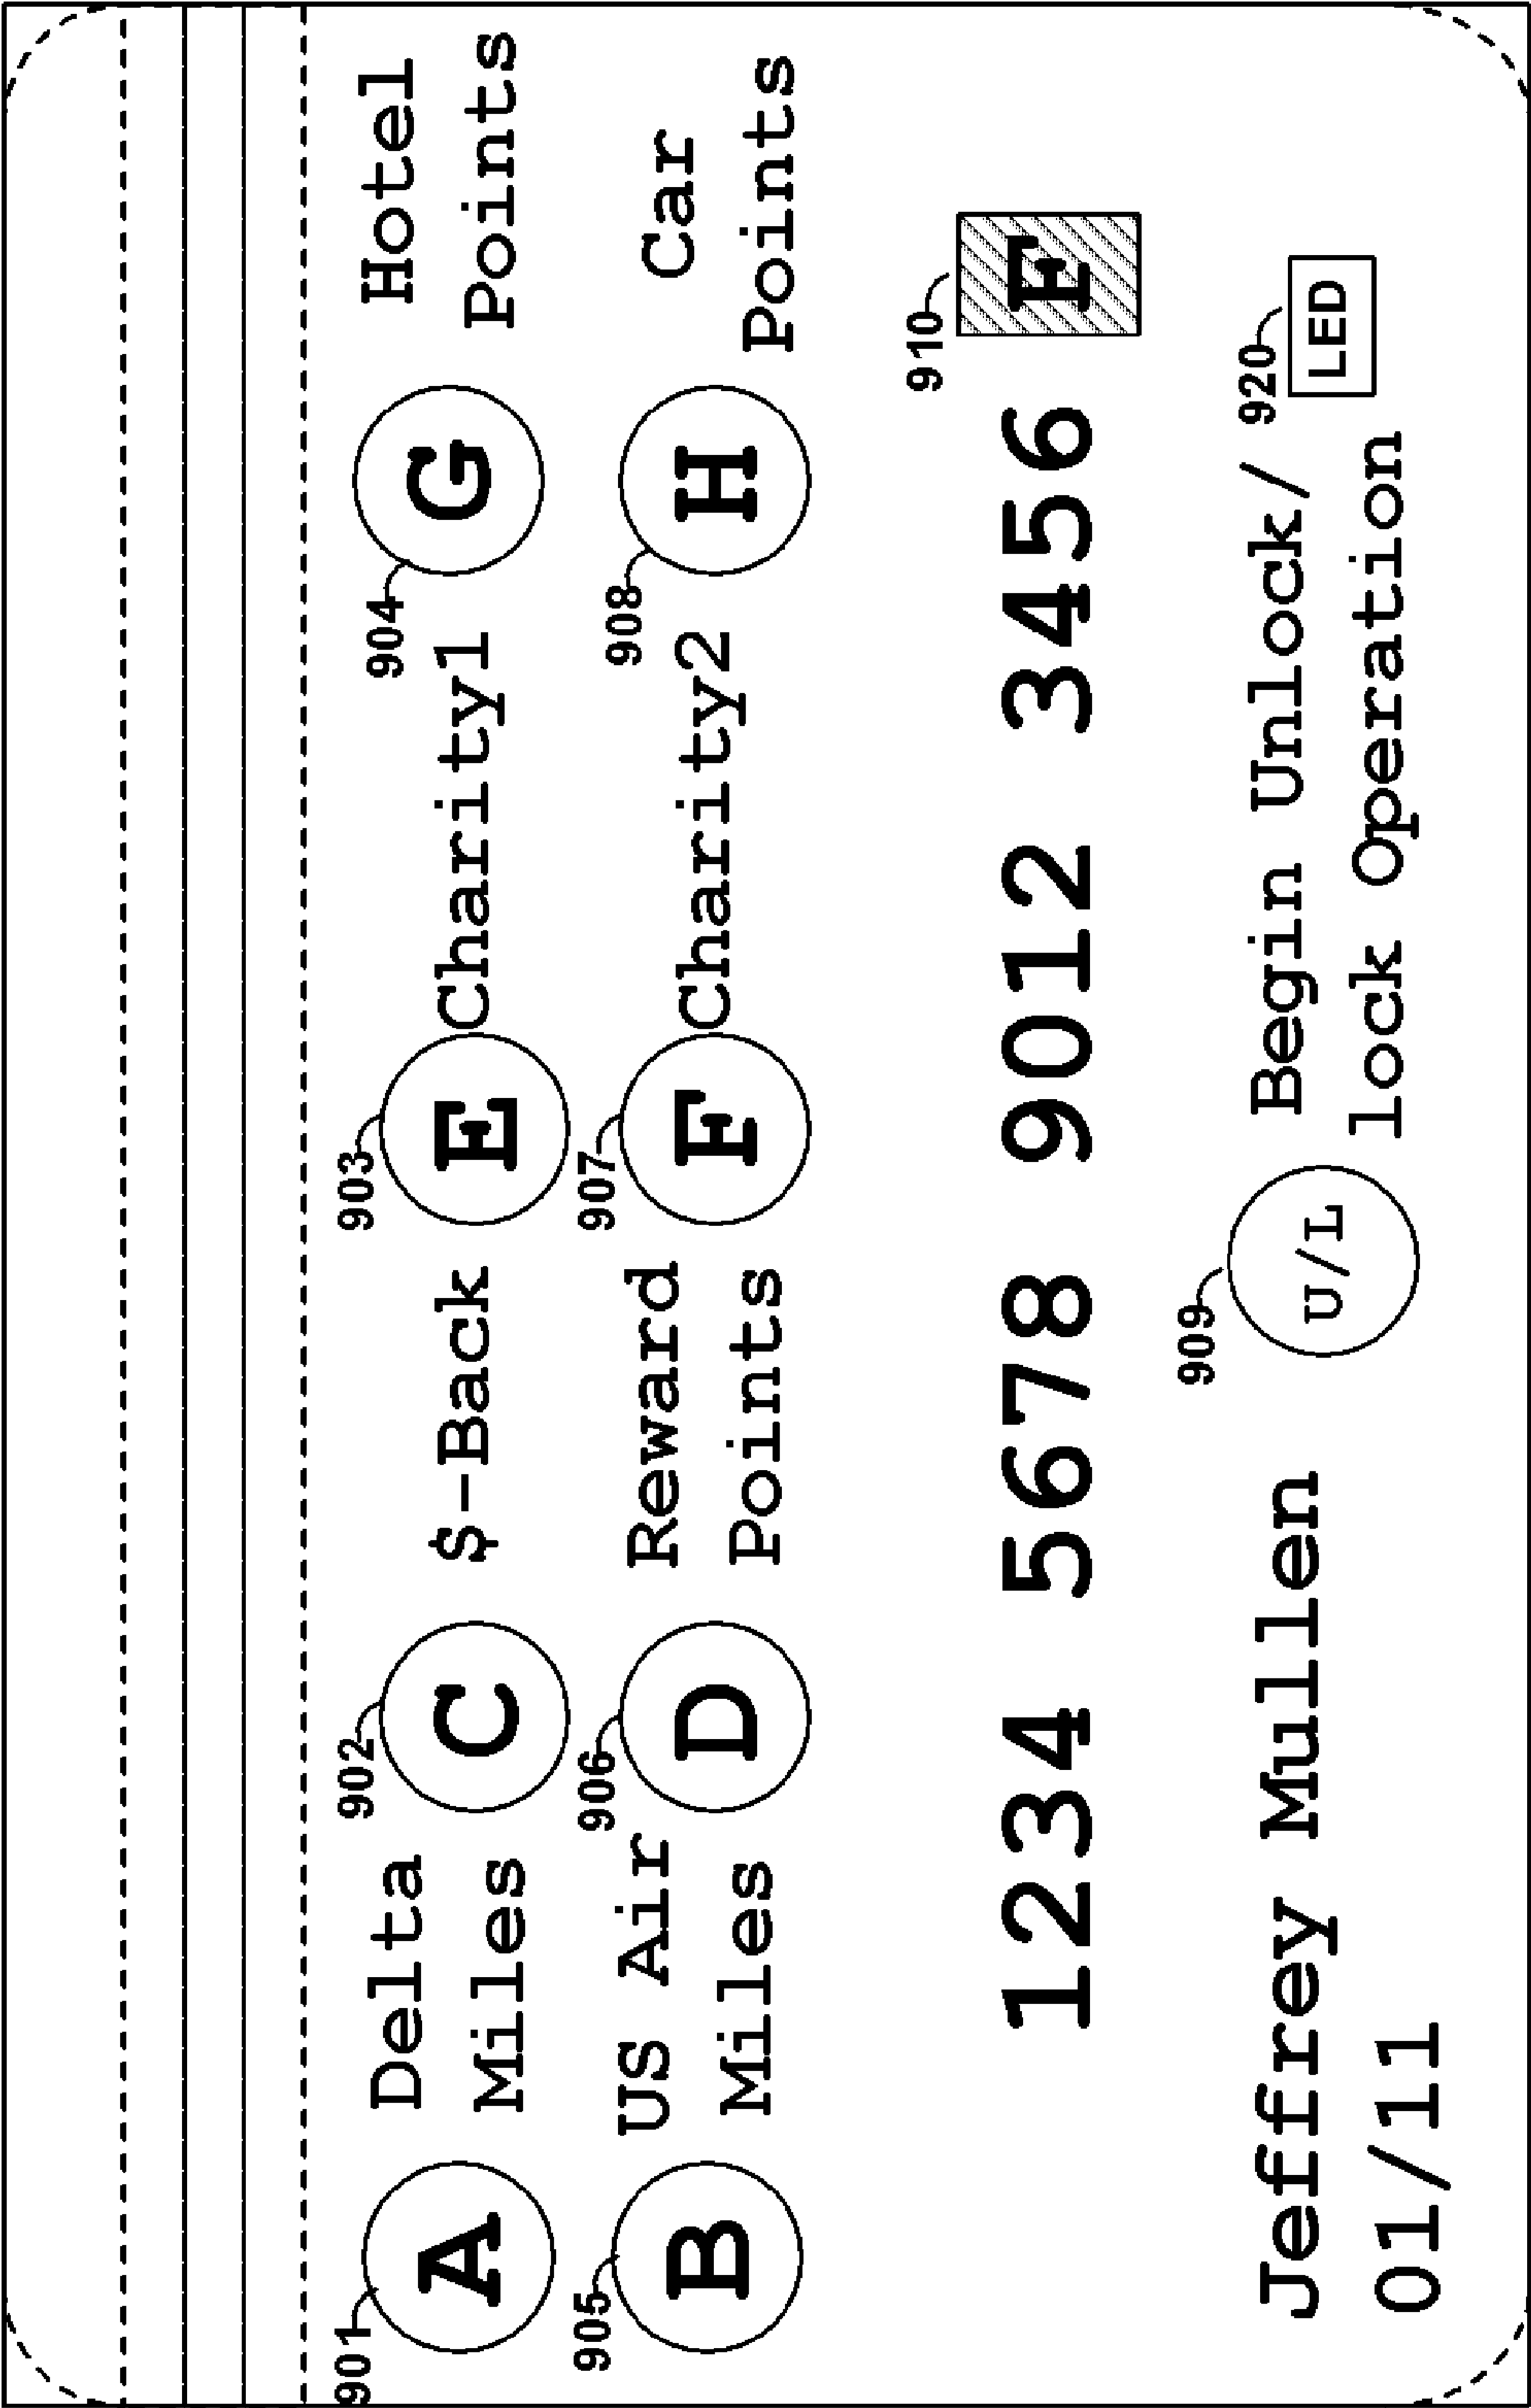 901 A Delta Miles 902 C $-Back 903 E Charity1 904 G Hotel Points
905 B US Air Miles 906 D Reward Points 907 F Charity2 908 H Car Points
1234 5678 9012 3456 910 F
Jeffrey Mullen 909 U/L Begin Unlock/ 920 LED
01/11 lock Operation